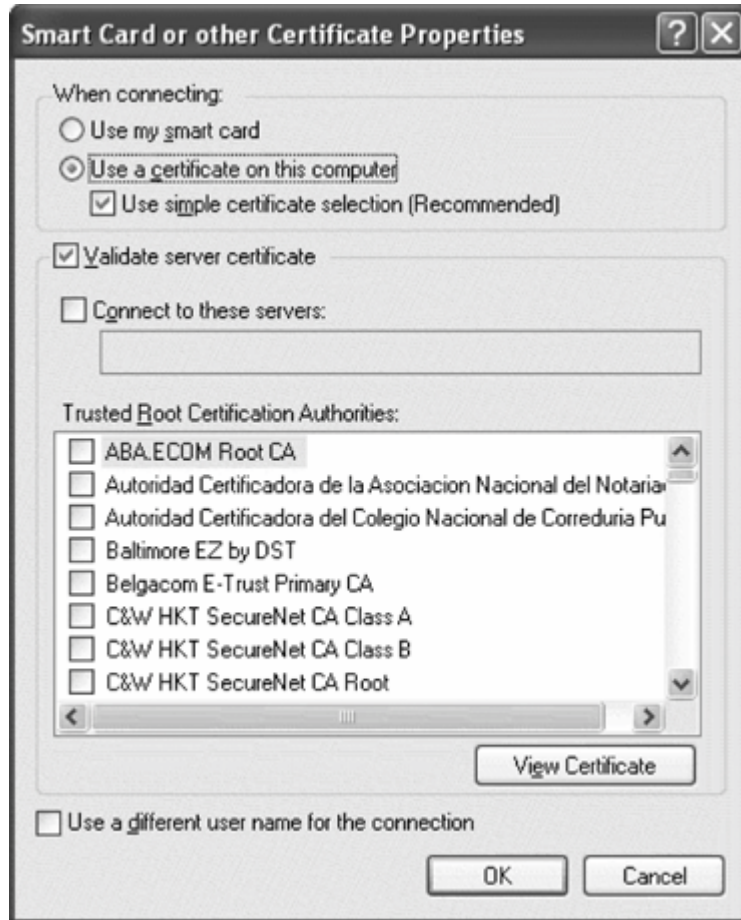 Smart Card or other Certificate Properties
When connecting:
Use my smart card
Use a certificate on this computer
Use simple certificate selection (Recommended)
Validate server certificate
Connect to these servers:
Trusted Root Certification Authorities:
ABA.ECOM Root CA
Autoridad Certificadora de la Asociacion Nacional del Notaria
Autoridad Certificadora del Colegio Nacional de Correduria Pu
Baltimore EZ by DST
Belgacom E-Trust Primary CA
C&W HKT SecureNet CA Class A
C&W HKT SecureNet CA Class B
C&W HKT SecureNet CA Root
View Certificate
Use a different user name for the connection
OK Cancel